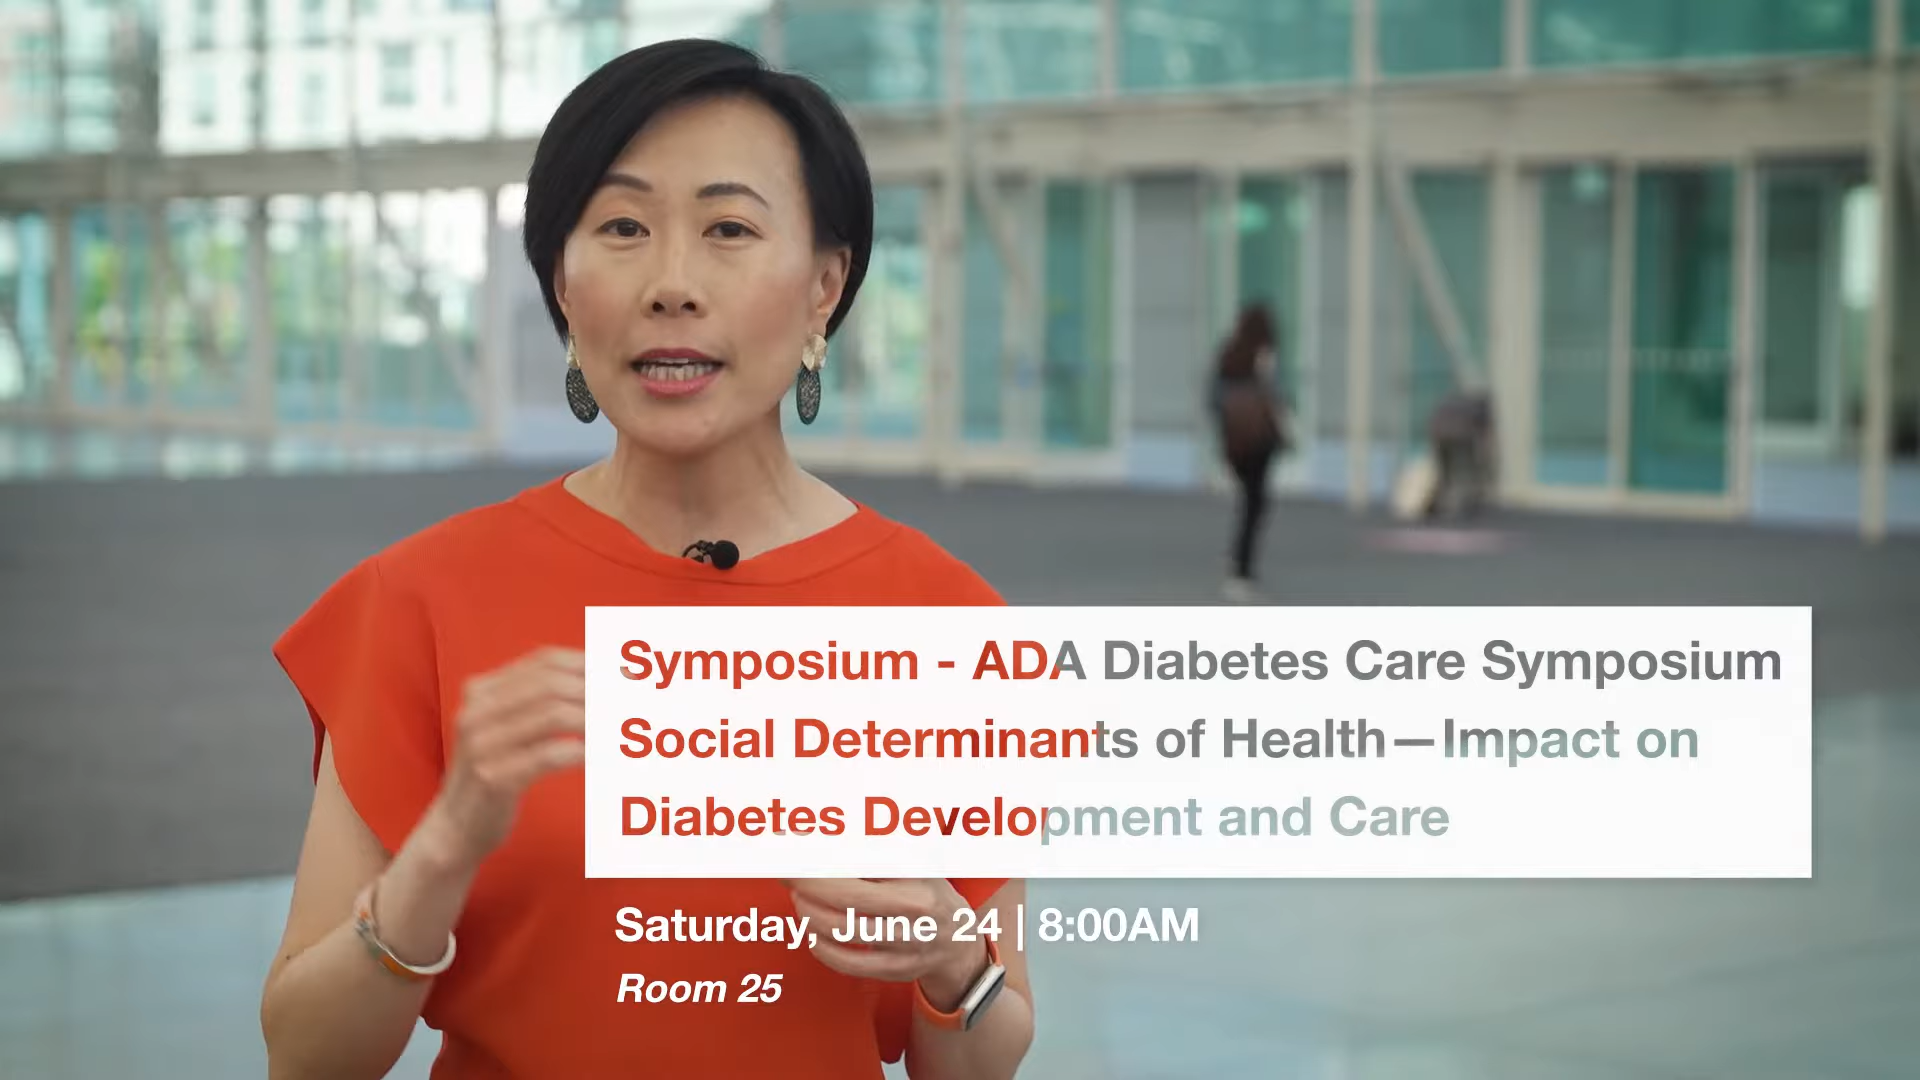 Symposium - ADA Diabetes Care Symposium
Social Determinants of Health—Impact on
Diabetes Development and Care
Saturday, June 24 | 8:00AM
Room 25